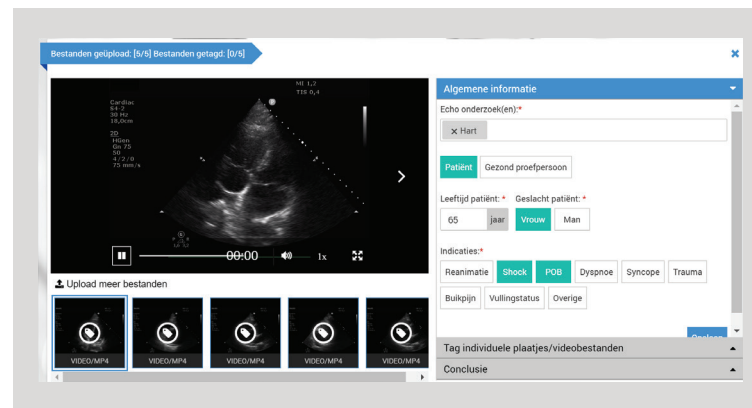 Bestanden geüpload: [5/5] Bestanden getagd: [0/5]
MI 1,2
TIS 0,4
Cardiac
S4-2
30 Hz
18,0cm
2D
HGen
Gn 75
50
4/2/0
75 mm/s
00:00
1x
Upload meer bestanden
VIDEO/MP4
VIDEO/MP4
VIDEO/MP4
VIDEO/MP4
VIDEO/MP4
Algemene informatie
Echo onderzoek(en):*
× Hart
Patiënt Gezond proefpersoon
Leeftijd patiënt: * Geslacht patiënt: *
65 jaar Vrouw Man
Indicaties:*
Reanimatie Shock POB Dyspnoe Syncope Trauma
Buikpijn Vullingstatus Overige
Tag individuele plaatjes/videobestanden
Conclusie